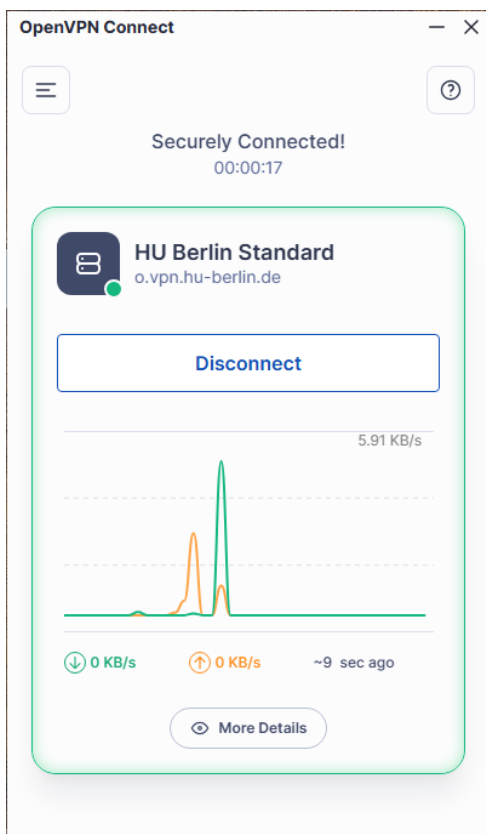 OpenVPN Connect
Securely Connected!
00:00:17
HU Berlin Standard
o.vpn.hu-berlin.de
Disconnect
5.91 KB/s
0 KB/s 0 KB/s ~9 sec ago
More Details